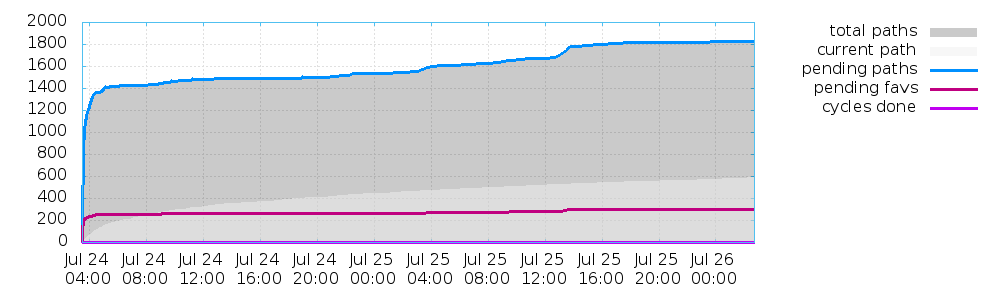 2000
1800
1600
1400
1200
1000
800
600
400
200
0
Jul 24 Jul 24 Jul 24 Jul 24 Jul 24 Jul 25 Jul 25 Jul 25 Jul 25 Jul 25 Jul 25 Jul 26
04:00 08:00 12:00 16:00 20:00 00:00 04:00 08:00 12:00 16:00 20:00 00:00
total paths
current path
pending paths
pending favs
cycles done